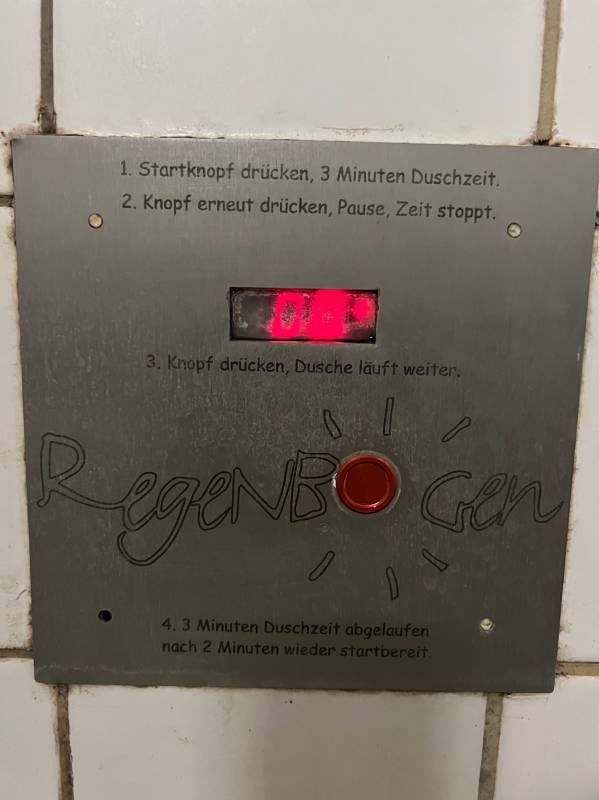 1. Startknopf drücken, 3 Minuten Duschzeit.
2. Knopf erneut drücken, Pause, Zeit stoppt.
3. Knopf drücken, Dusche läuft weiter.
RegeNBOGen
4. 3 Minuten Duschzeit abgelaufen
nach 2 Minuten wieder startbereit.